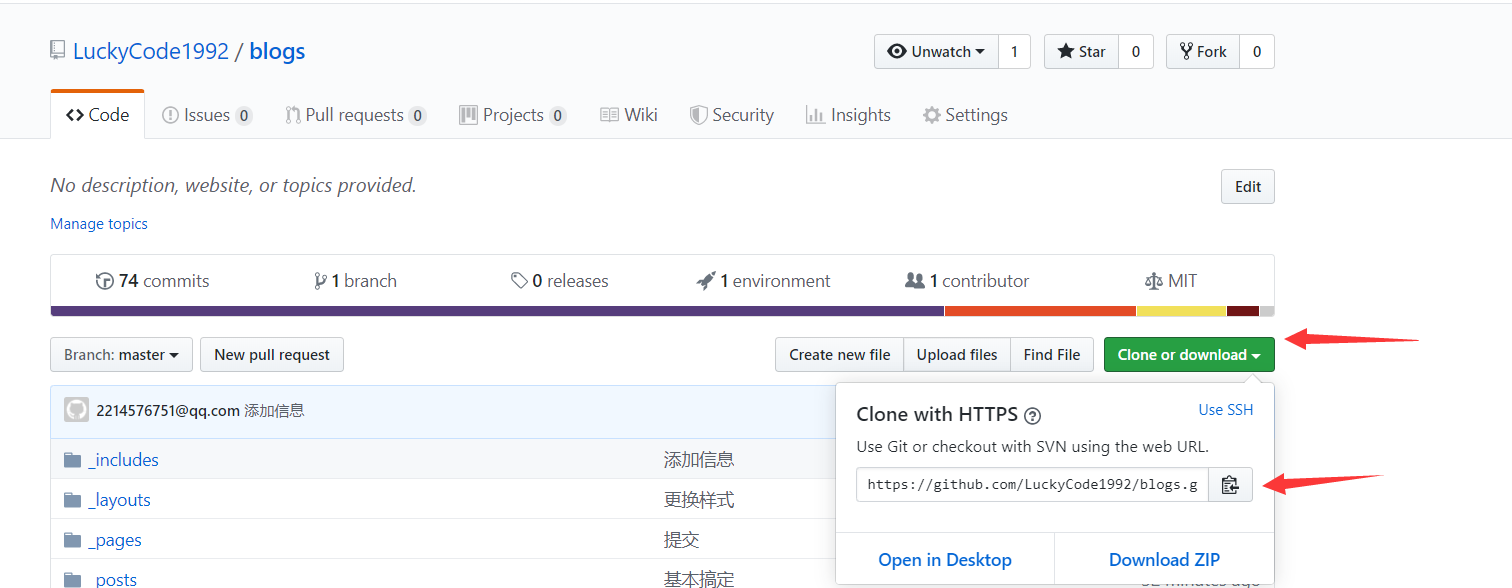 LuckyCode1992 / blogs
Unwatch 1 Star 0 Fork 0
Code Issues 0 Pull requests 0 Projects 0 Wiki Security Insights Settings
No description, website, or topics provided.
Edit
Manage topics
74 commits 1 branch 0 releases 1 environment 1 contributor MIT
Branch: master New pull request Create new file Upload files Find File Clone or download
2214576751@qq.com 添加信息
Clone with HTTPS Use SSH
Use Git or checkout with SVN using the web URL.
https://github.com/LuckyCode1992/blogs.g
Open in Desktop Download ZIP
_includes 添加信息
_layouts 更换样式
_pages 提交
_posts 基本搞定
52 minutes ago